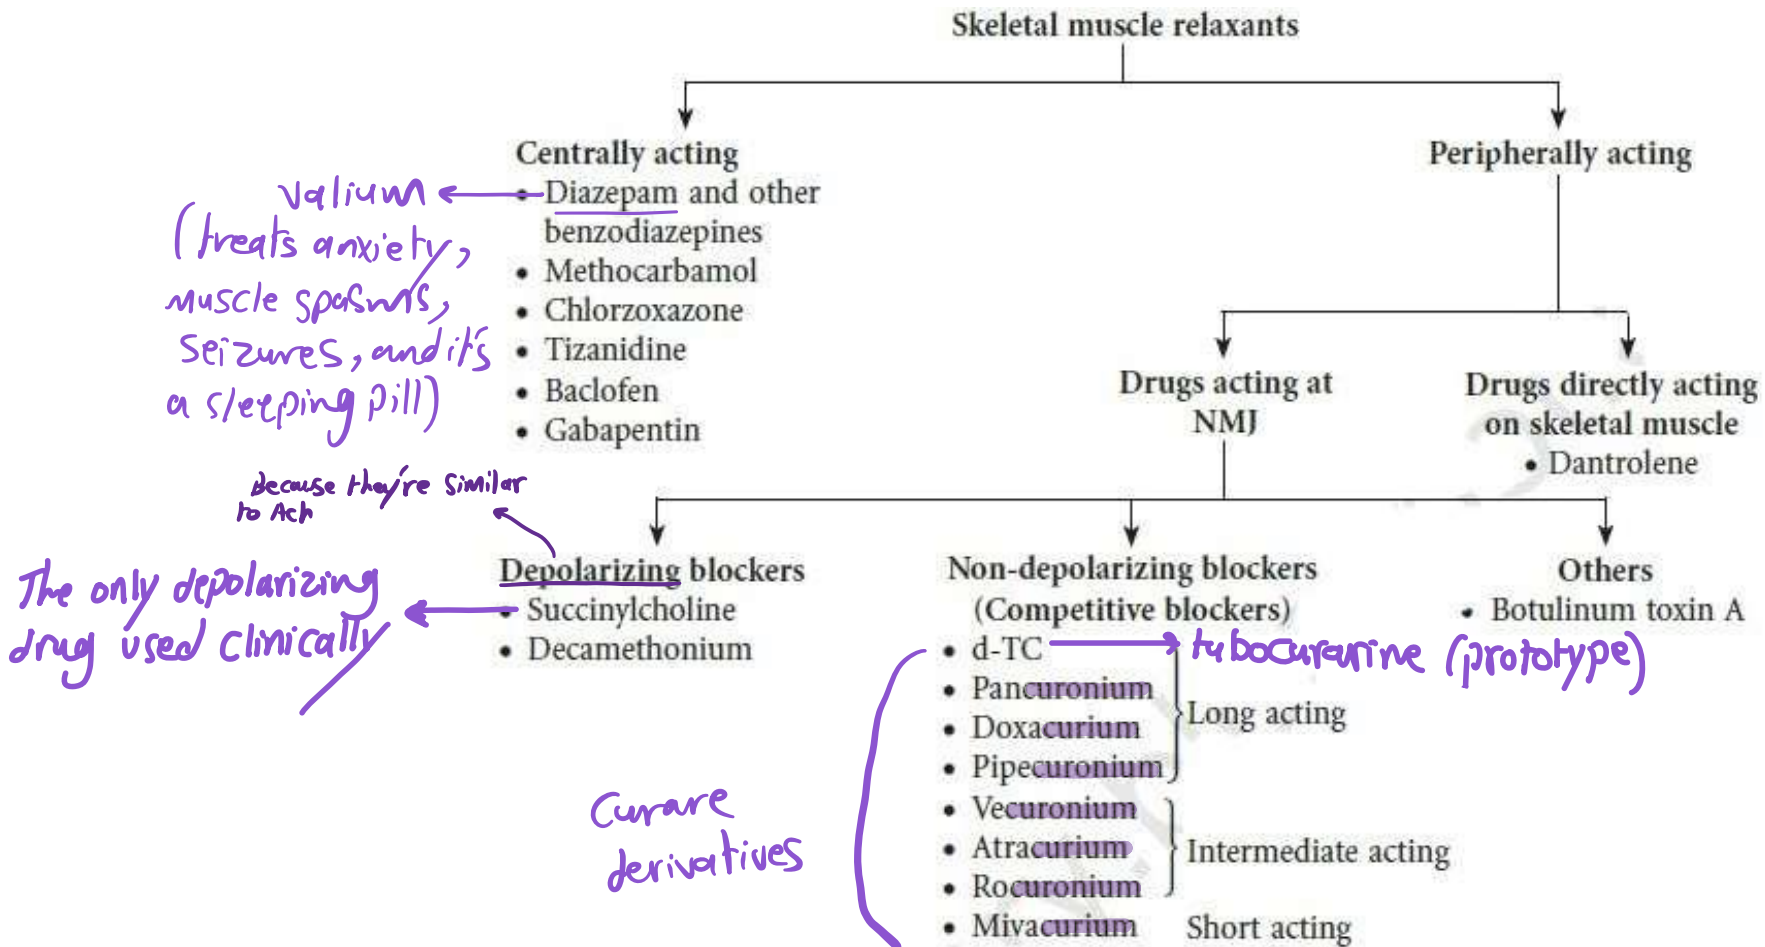 Skeletal muscle relaxants
Centrally acting
• Diazepam and other
benzodiazepines
• Methocarbamol
• Chlorzoxazone
• Tizanidine
• Baclofen
• Gabapentin
valium
(treats anxiety,
muscle spasms,
seizures, and it's
a sleeping pill)
Peripherally acting
Drugs acting at
NMJ
Drugs directly acting
on skeletal muscle
• Dantrolene
Because they're similar
to Ach
Depolarizing blockers
• Succinylcholine
• Decamethonium
The only depolarizing
drug used clinically
Non-depolarizing blockers
(Competitive blockers)
• d-TC
tubocurarine (prototype)
• Pancuronium
• Doxacurium
• Pipecuronium
Long acting
• Vecuronium
• Atracurium
• Rocuronium
Intermediate acting
• Mivacurium
Short acting
Curare
derivatives
Others
• Botulinum toxin A